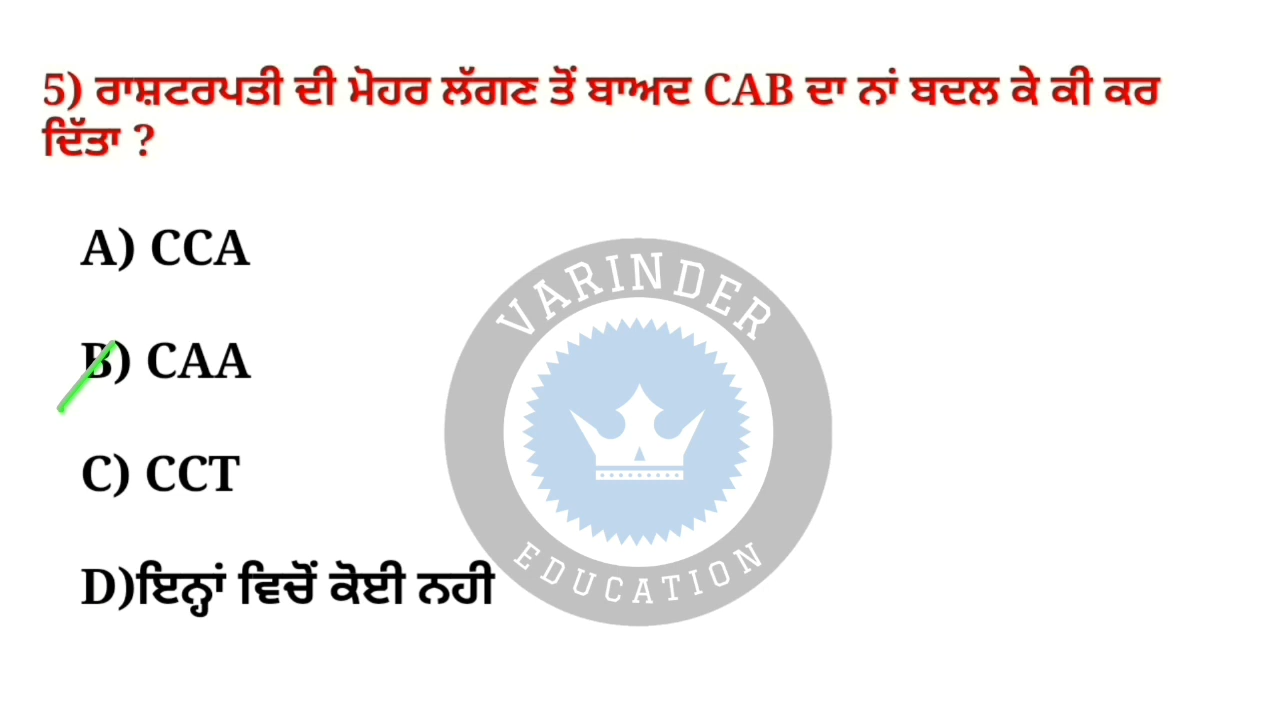 5) ਰਾਸ਼ਟਰਪਤੀ ਦੀ ਮੋਹਰ ਲੱਗਣ ਤੋਂ ਬਾਅਦ CAB ਦਾ ਨਾਂ ਬਦਲ ਕੇ ਕੀ ਕਰ
ਦਿੱਤਾ ?
A) CCA
B) CAA
C) CCT
D)ਇਨ੍ਹਾਂ ਵਿਚੋਂ ਕੋਈ ਨਹੀ
VARINDER
EDUCATION